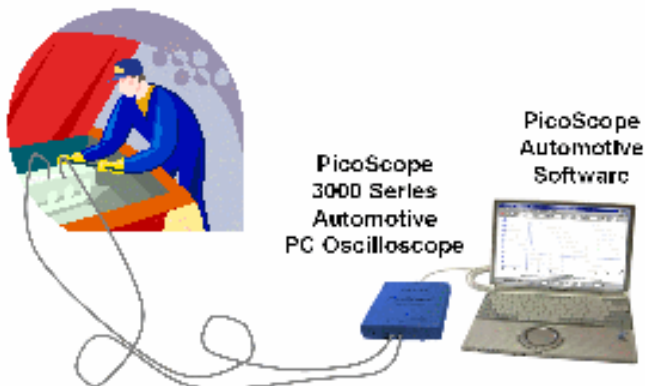 PicoScope
3000 Series
Automotive
PC Oscilloscope
PicoScope
Automotive
Software